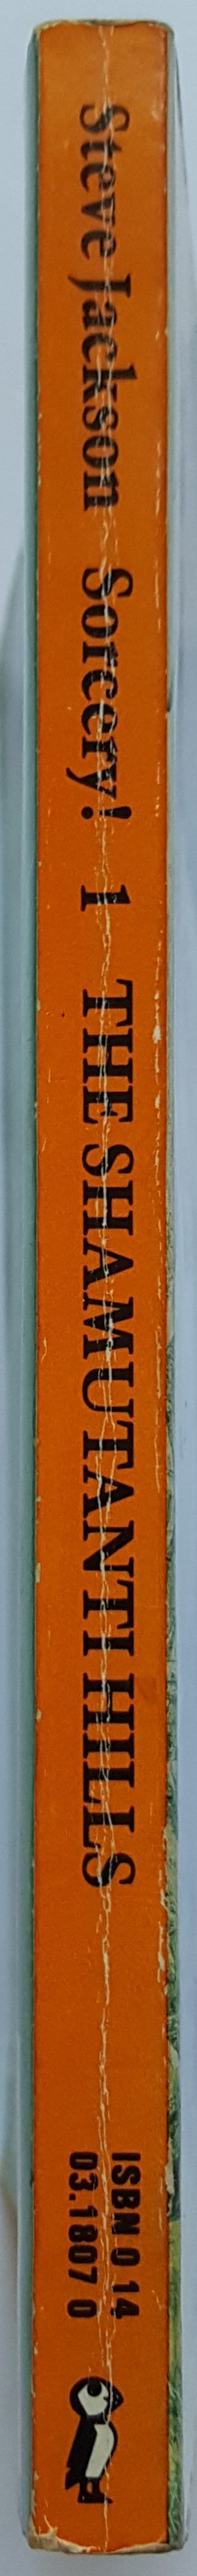 Steve Jackson Sorcery! 1 THE SHAMUTANTI HILLS
ISBN 0 14
03.1807 0